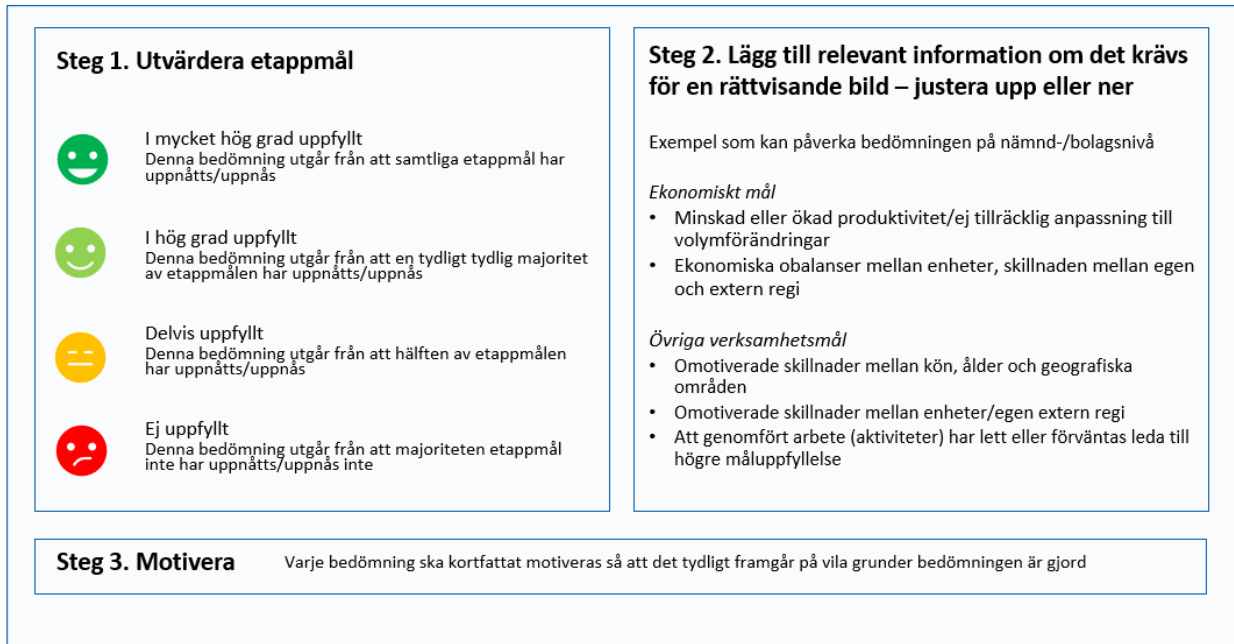 Steg 1. Utvärdera etappmål
I mycket hög grad uppfyllt
Denna bedömning utgår från att samtliga etappmål har
uppnåtts/uppnås
I hög grad uppfyllt
Denna bedömning utgår från att en tydligt tydlig majoritet
av etappmålen har uppnåtts/uppnås
Delvis uppfyllt
Denna bedömning utgår från att hälften av etappmålen
har uppnåtts/uppnås
Ej uppfyllt
Denna bedömning utgår från att majoriteten etappmål
inte har uppnåtts/uppnås inte
Steg 2. Lägg till relevant information om det krävs
för en rättvisande bild – justera upp eller ner
Exempel som kan påverka bedömningen på nämnd-/bolagsnivå
Ekonomiskt mål
• Minskad eller ökad produktivitet/ej tillräcklig anpassning till
volymförändringar
• Ekonomiska obalanser mellan enheter, skillnaden mellan egen
och extern regi
Övriga verksamhetsmål
• Omotiverade skillnader mellan kön, ålder och geografiska
områden
• Omotiverade skillnader mellan enheter/egen extern regi
• Att genomfört arbete (aktiviteter) har lett eller förväntas leda till
högre måluppfyllelse
Steg 3. Motivera Varje bedömning ska kortfattat motiveras så att det tydligt framgår på vila grunder bedömningen är gjord